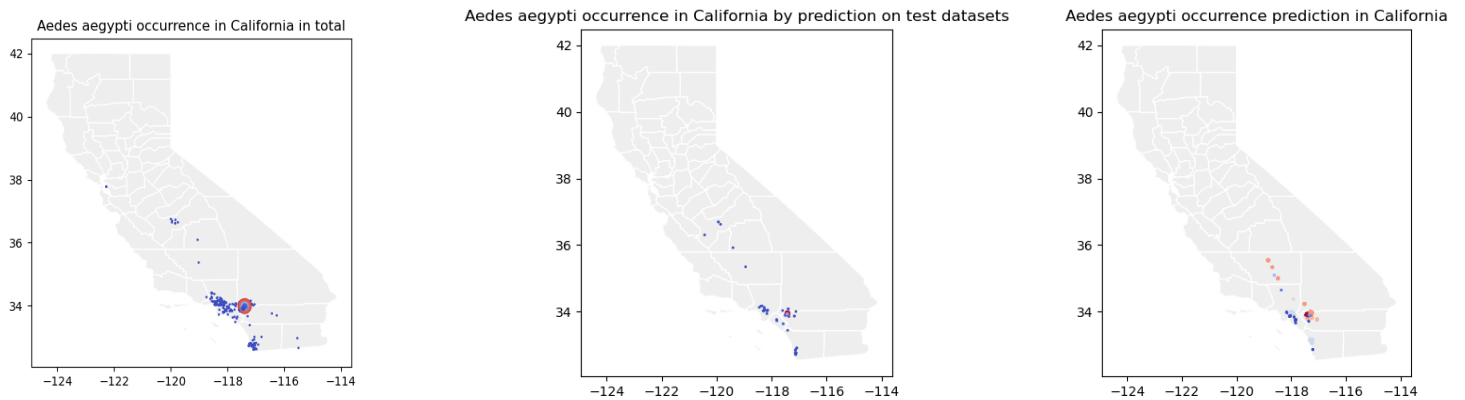 Aedes aegypti occurrence in California in total
42
40
38
36
34
−124 −122 −120 −118 −116 −114
Aedes aegypti occurrence in California by prediction on test datasets
42
40
38
36
34
−124 −122 −120 −118 −116 −114
Aedes aegypti occurrence prediction in California
42
40
38
36
34
−124 −122 −120 −118 −116 −114